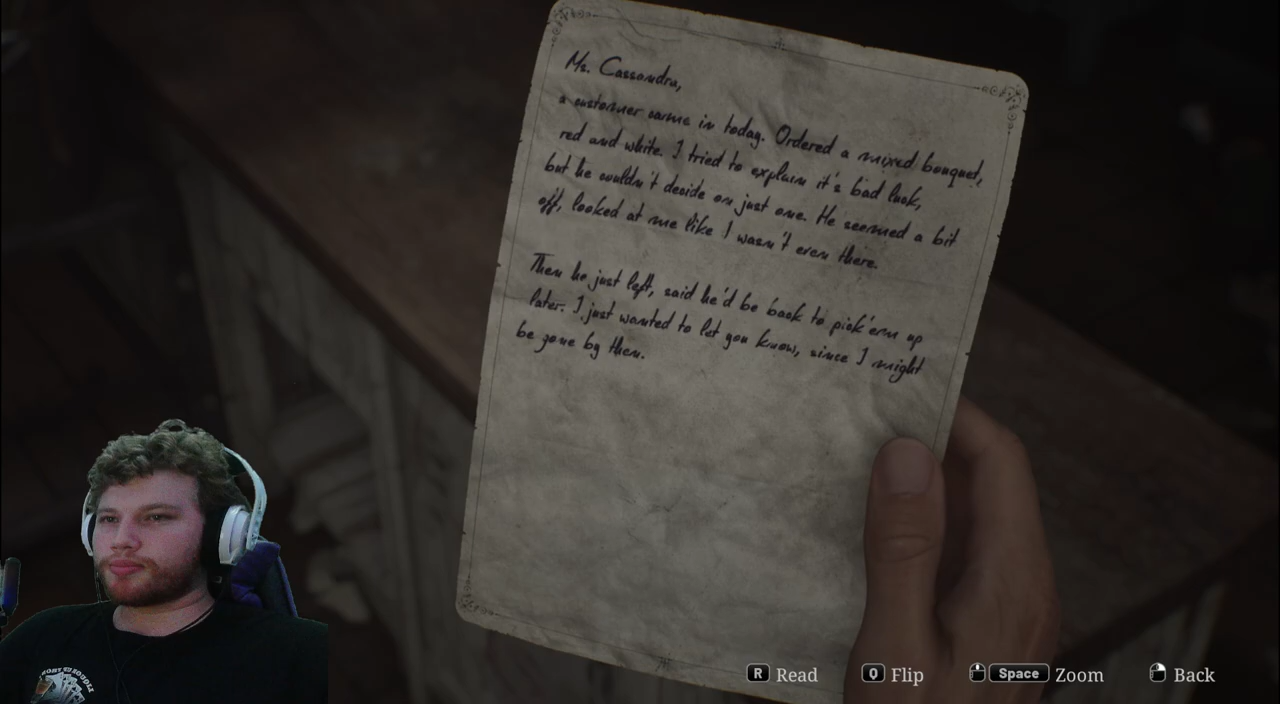 Ms. Cassandra,
a customer came in today. Ordered a mixed bouquet,
red and white. I tried to explain it's bad luck,
but he couldn't decide on just one. He seemed a bit
off, looked at me like I wasn't even there.
Then he just left, said he'd be back to pick'em up
later. I just wanted to let you know, since I might
be gone by then.
R Read Q Flip Space Zoom Back